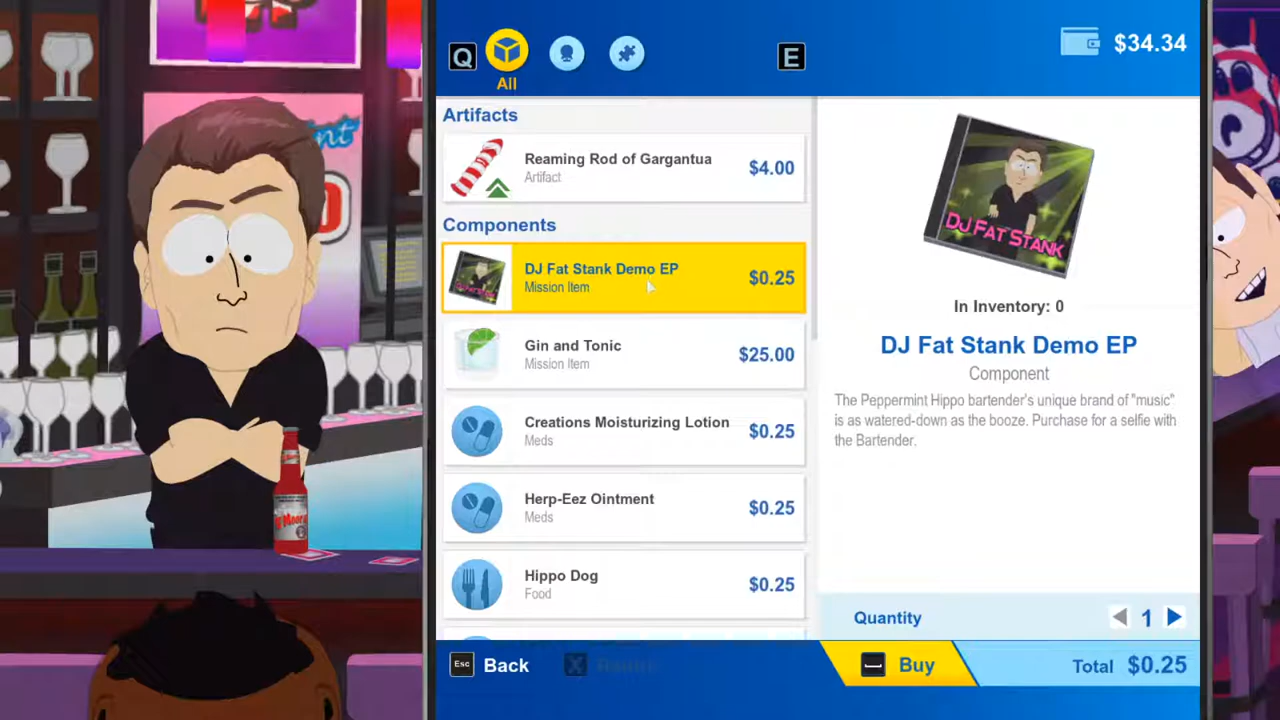 Q
E
$34.34
All
Artifacts
Reaming Rod of Gargantua
Artifact
$4.00
Components
DJ Fat Stank Demo EP
Mission Item
$0.25
Gin and Tonic
Mission Item
$25.00
Creations Moisturizing Lotion
Meds
$0.25
Herp-Eez Ointment
Meds
$0.25
Hippo Dog
Food
$0.25
DJ FAT STANK
In Inventory: 0
DJ Fat Stank Demo EP
Component
The Peppermint Hippo bartender's unique brand of "music"
is as watered-down as the booze. Purchase for a selfie with
the Bartender.
Quantity
1
Esc Back
X
Buy
Total $0.25